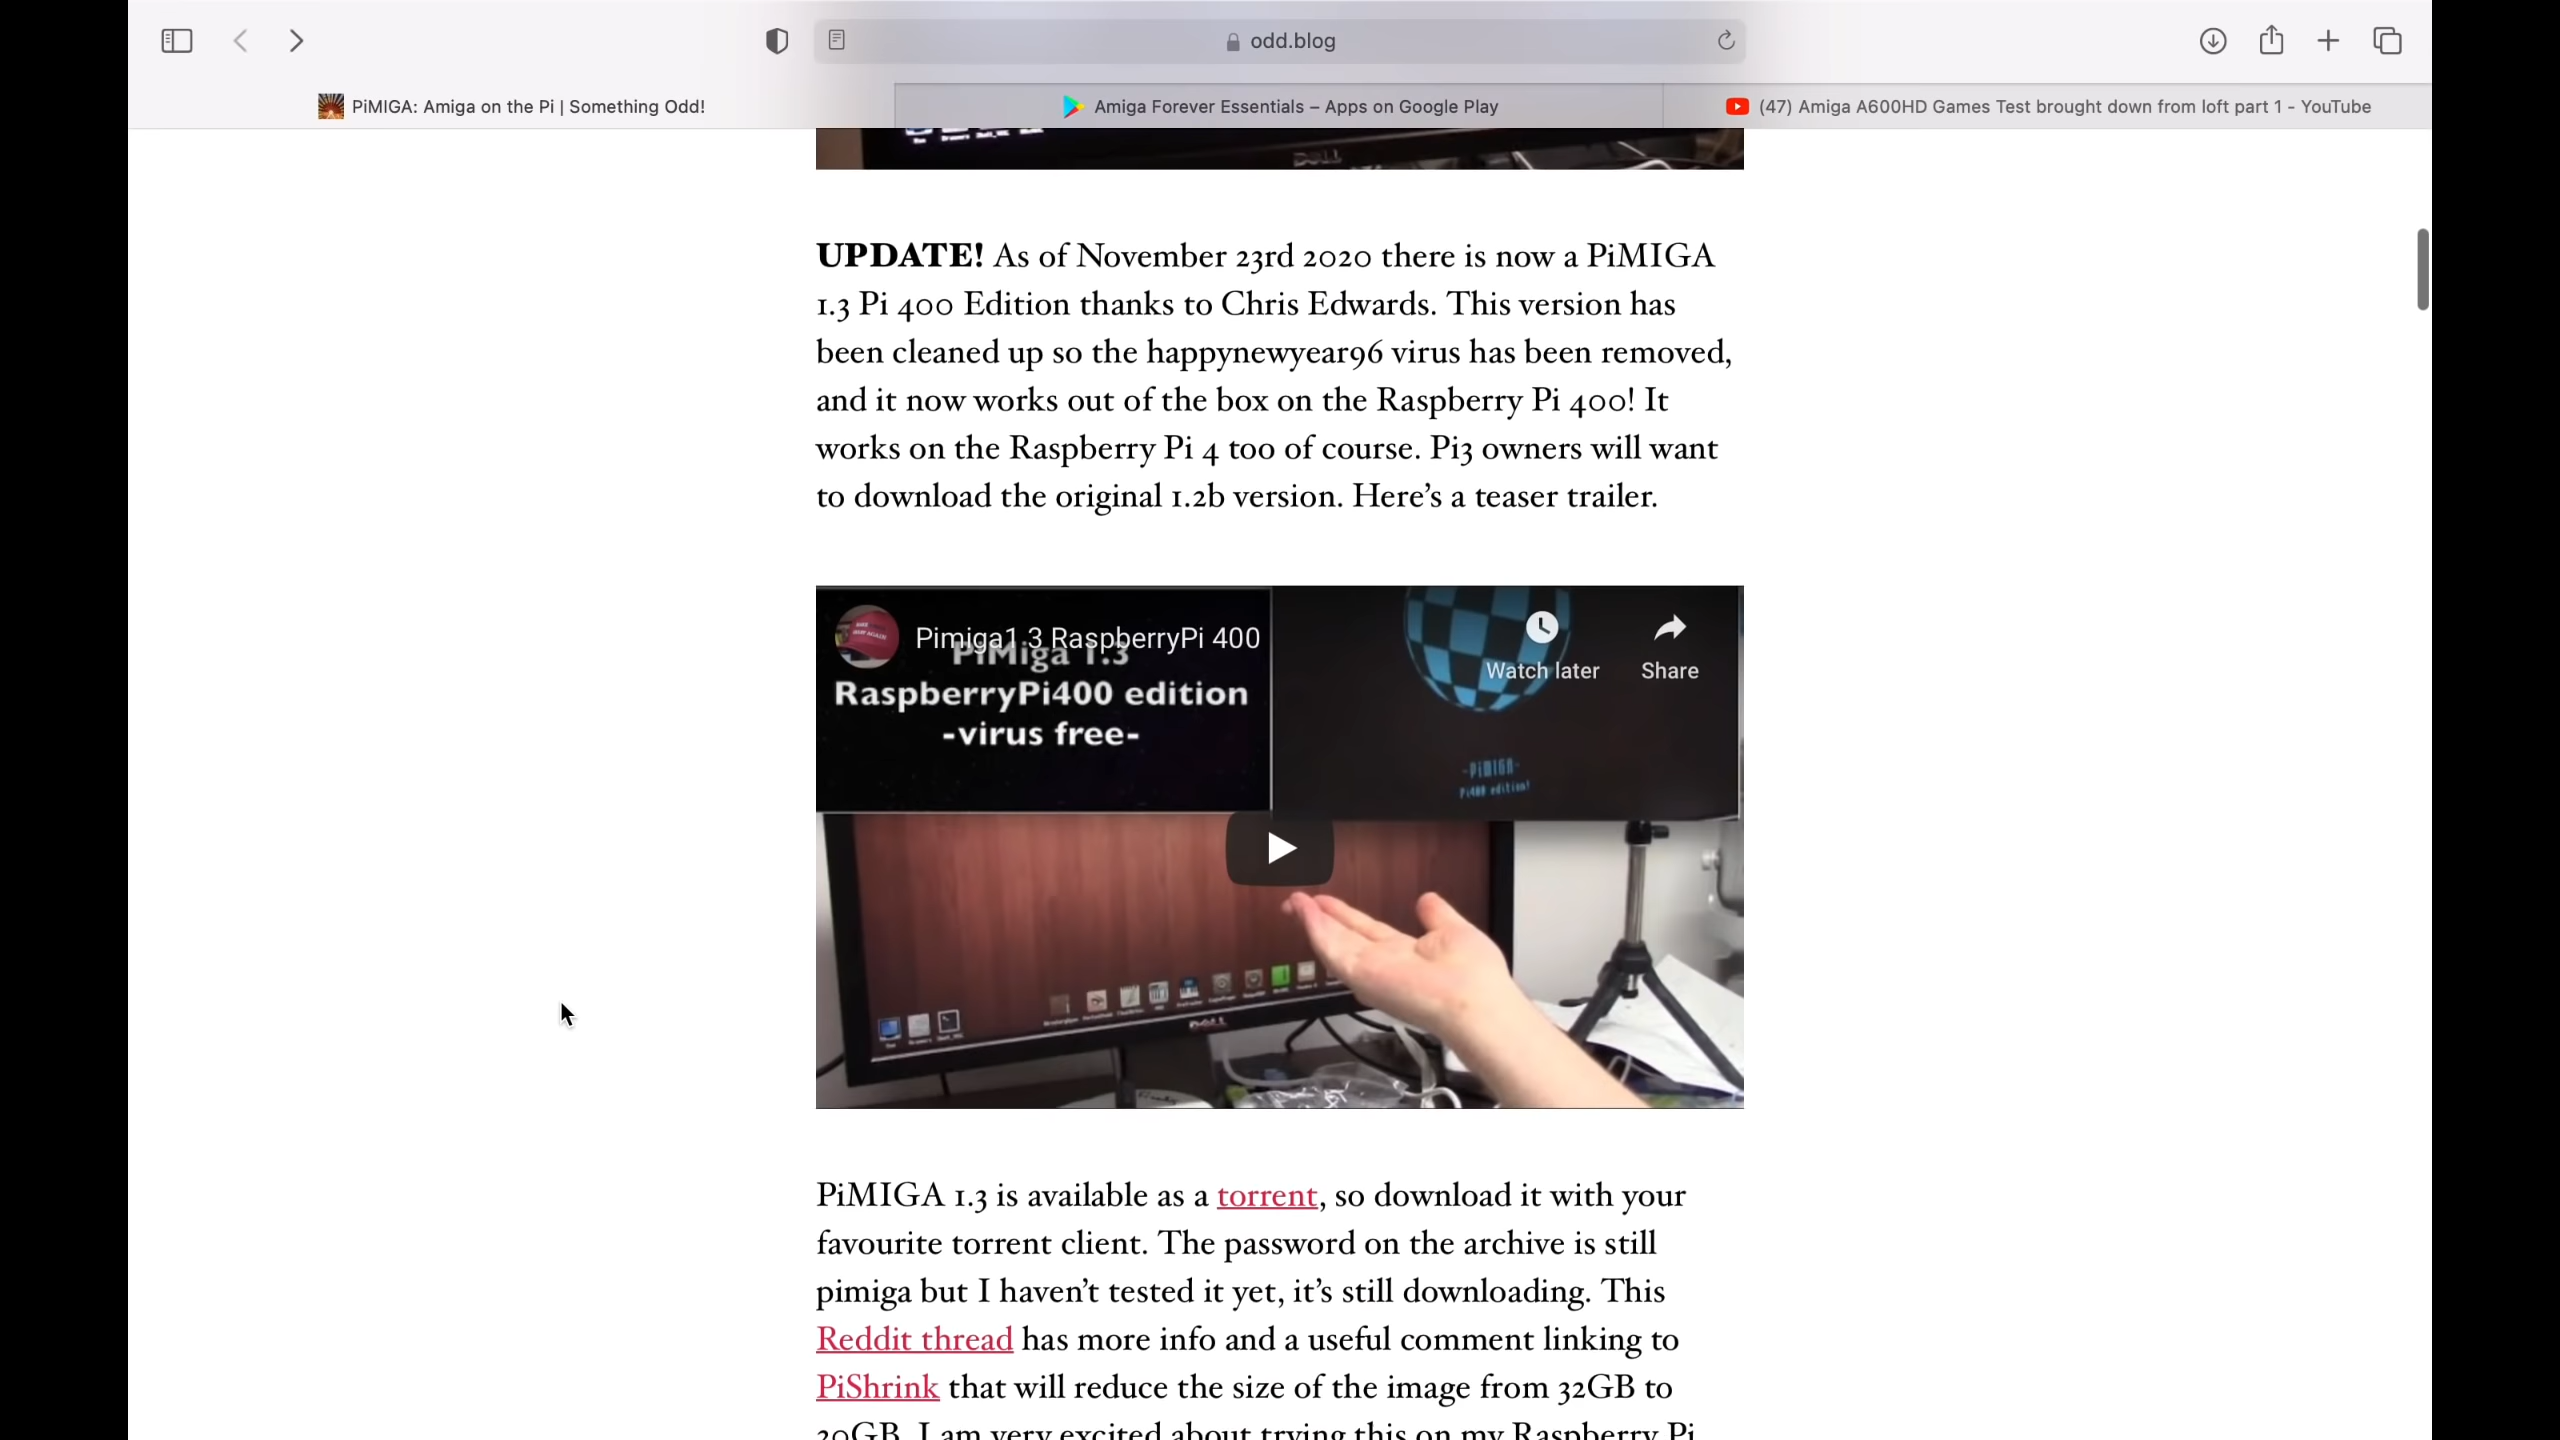 odd.blog
PiMIGA: Amiga on the Pi | Something Odd!
Amiga Forever Essentials – Apps on Google Play
(47) Amiga A600HD Games Test brought down from loft part 1 - YouTube
DELL
UPDATE! As of November 23rd 2020 there is now a PiMIGA
1.3 Pi 400 Edition thanks to Chris Edwards. This version has
been cleaned up so the happynewyear96 virus has been removed,
and it now works out of the box on the Raspberry Pi 400! It
works on the Raspberry Pi 4 too of course. Pi3 owners will want
to download the original 1.2b version. Here’s a teaser trailer.
Pimiga1.3 RaspberryPi 400
PiMiga 1.3
RaspberryPi400 edition
-virus free-
Watch later
Share
-PiMIGA-
Pi400 edition!
DELL
PiMIGA 1.3 is available as a torrent, so download it with your
favourite torrent client. The password on the archive is still
pimiga but I haven’t tested it yet, it’s still downloading. This
Reddit thread has more info and a useful comment linking to
PiShrink that will reduce the size of the image from 32GB to
20GB. I am very excited about trying this on my Raspberry Pi